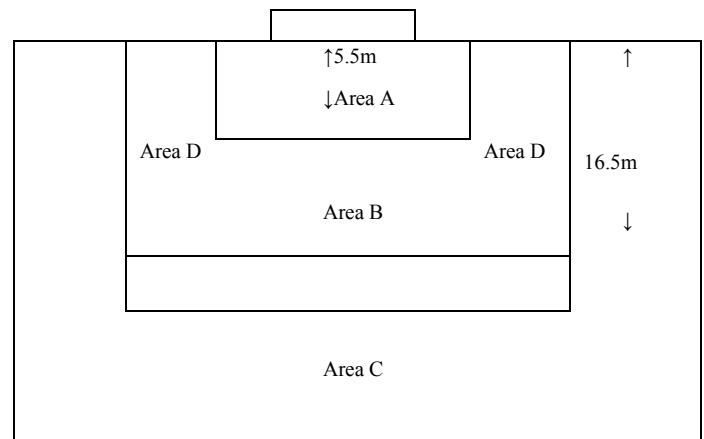 ↑5.5m
↑
↓Area A
Area D
Area D
16.5m
Area B
↓
Area C